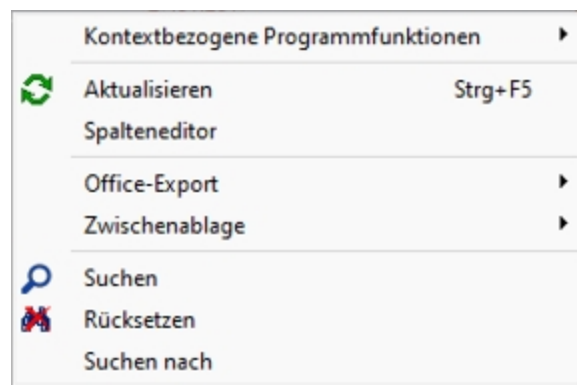 Kontextbezogene Programmfunktionen
Aktualisieren Strg+F5
Spalteneditor
Office-Export
Zwischenablage
Suchen
Rücksetzen
Suchen nach